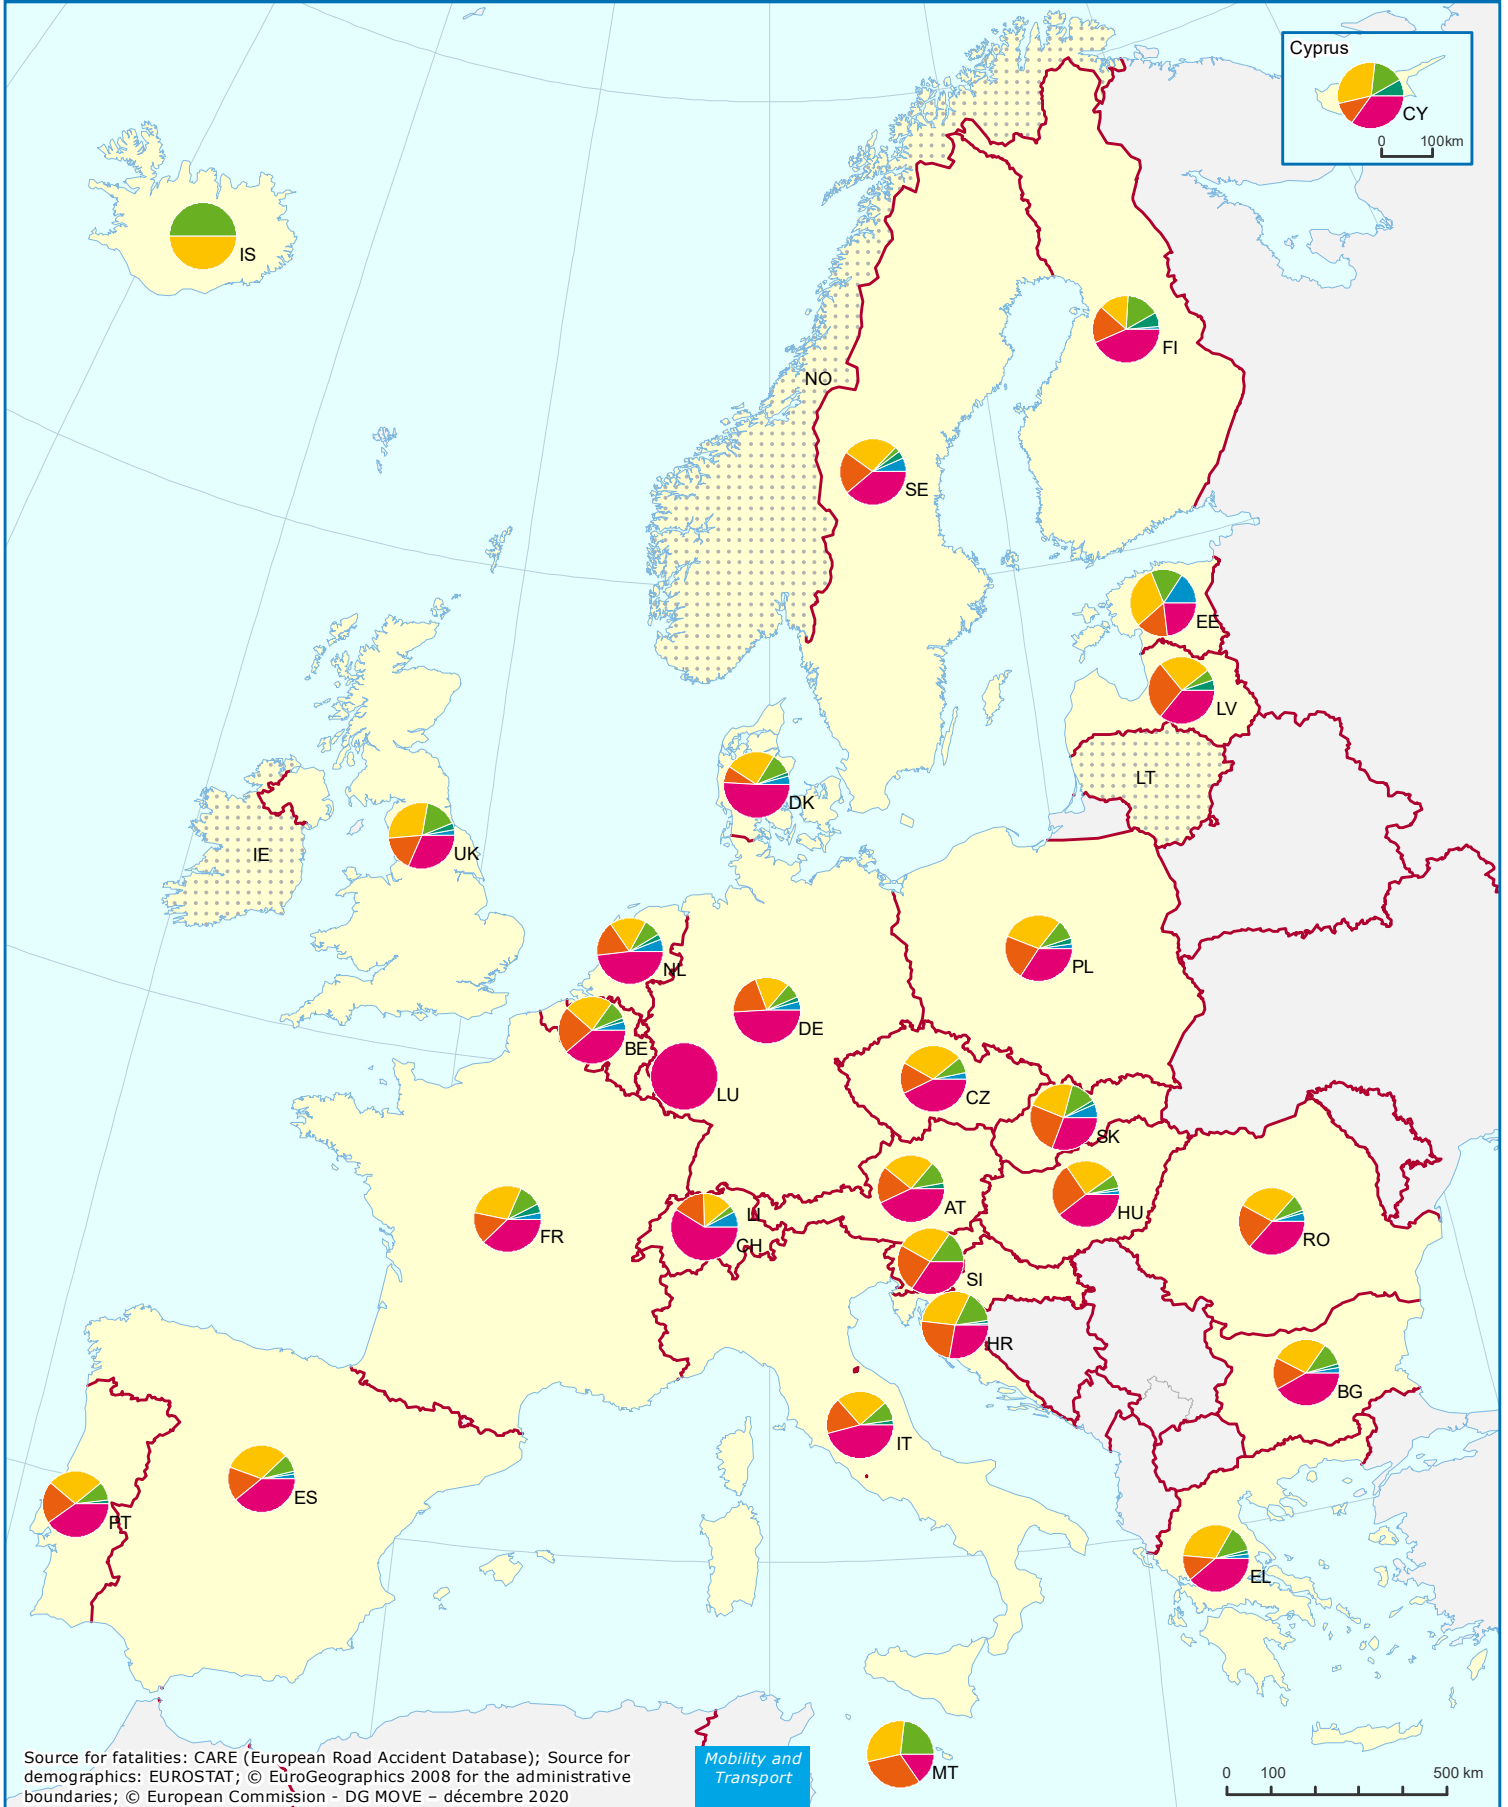 Cyprus
CY
0 100km
IS
FI
NO
SE
EE
LV
LT
DK
IE
UK
NL
PL
DE
BE
LU
CZ
SK
AT
HU
LI
CH
FR
RO
SI
HR
BG
IT
ES
PT
EL
MT
Source for fatalities: CARE (European Road Accident Database); Source for
demographics: EUROSTAT; © EuroGeographics 2008 for the administrative
boundaries; © European Commission - DG MOVE – décembre 2020
Mobility and
Transport
0 100 500 km